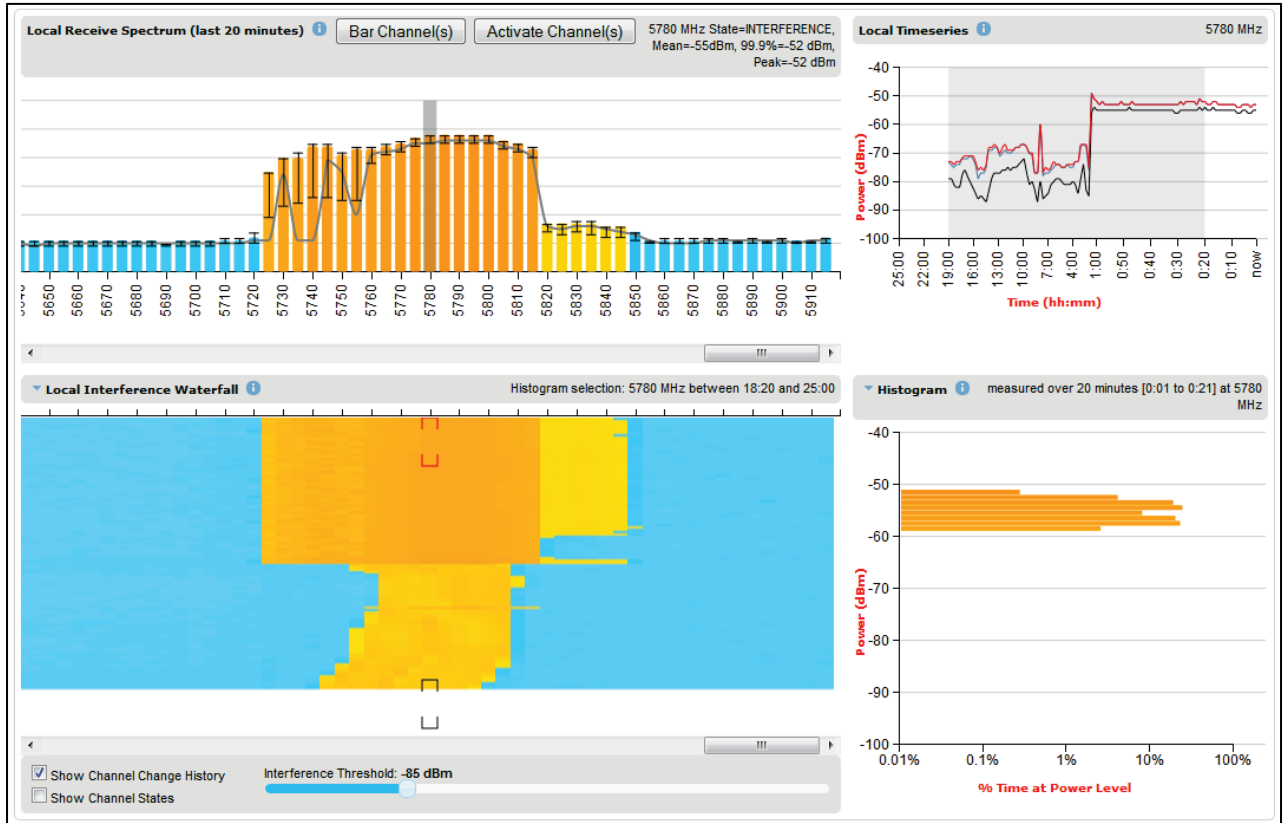 Local Receive Spectrum (last 20 minutes) i Bar Channel(s) Activate Channel(s) 5780 MHz State=INTERFERENCE,
Mean=-55dBm, 99.9%=-52 dBm,
Peak=-52 dBm
5650 5660 5670 5680 5690 5700 5710 5720 5730 5740 5750 5760 5770 5780 5790 5800 5810 5820 5830 5840 5850 5860 5870 5880 5890 5900 5910
Local Timeseries i 5780 MHz
-40
-50
-60
-70
-80
-90
-100
Power (dBm)
25:00 22:00 19:00 16:00 13:00 10:00 7:00 4:00 1:00 0:50 0:40 0:30 0:20 0:10 now
Time (hh:mm)
Local Interference Waterfall i Histogram selection: 5780 MHz between 18:20 and 25:00
Show Channel Change History
Show Channel States
Interference Threshold: -85 dBm
Histogram i measured over 20 minutes [0:01 to 0:21] at 5780
MHz
-40
-50
-60
-70
-80
-90
-100
Power (dBm)
0.01% 0.1% 1% 10% 100%
% Time at Power Level